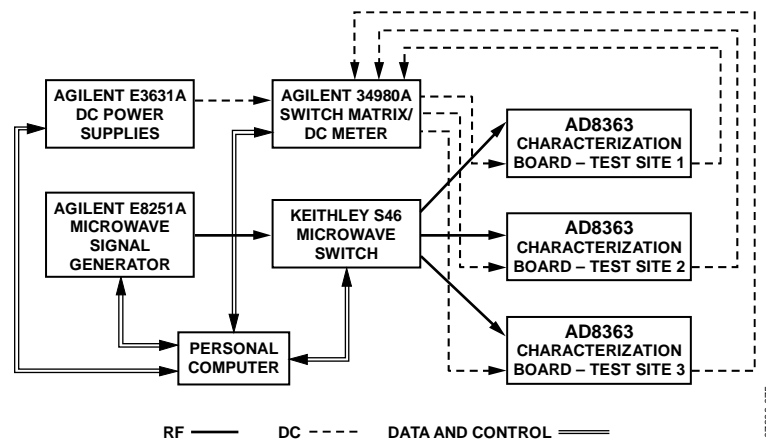 AGILENT E3631A
DC POWER
SUPPLIES
AGILENT 34980A
SWITCH MATRIX/
DC METER
AD8363
CHARACTERIZATION
BOARD – TEST SITE 1
AGILENT E8251A
MICROWAVE
SIGNAL
GENERATOR
KEITHLEY S46
MICROWAVE
SWITCH
AD8363
CHARACTERIZATION
BOARD – TEST SITE 2
PERSONAL
COMPUTER
AD8363
CHARACTERIZATION
BOARD – TEST SITE 3
RF
DC
DATA AND CONTROL